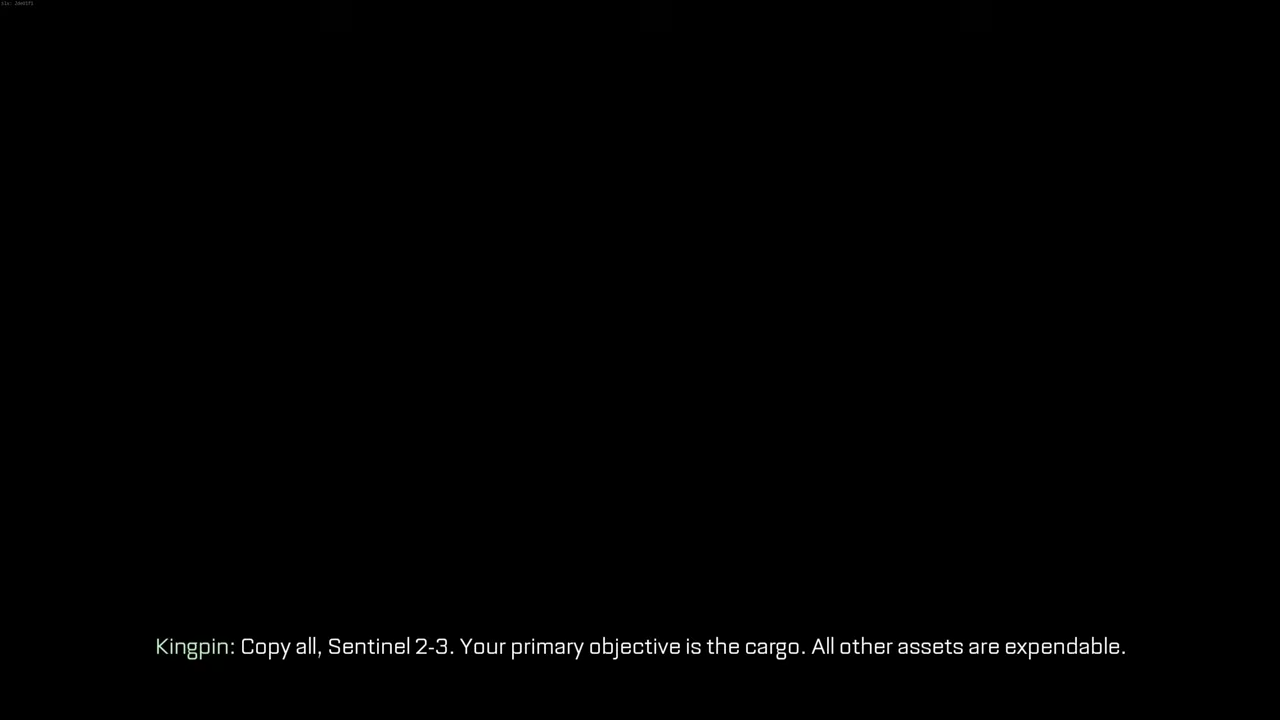 Kingpin: Copy all, Sentinel 2-3. Your primary objective is the cargo. All other assets are expendable.